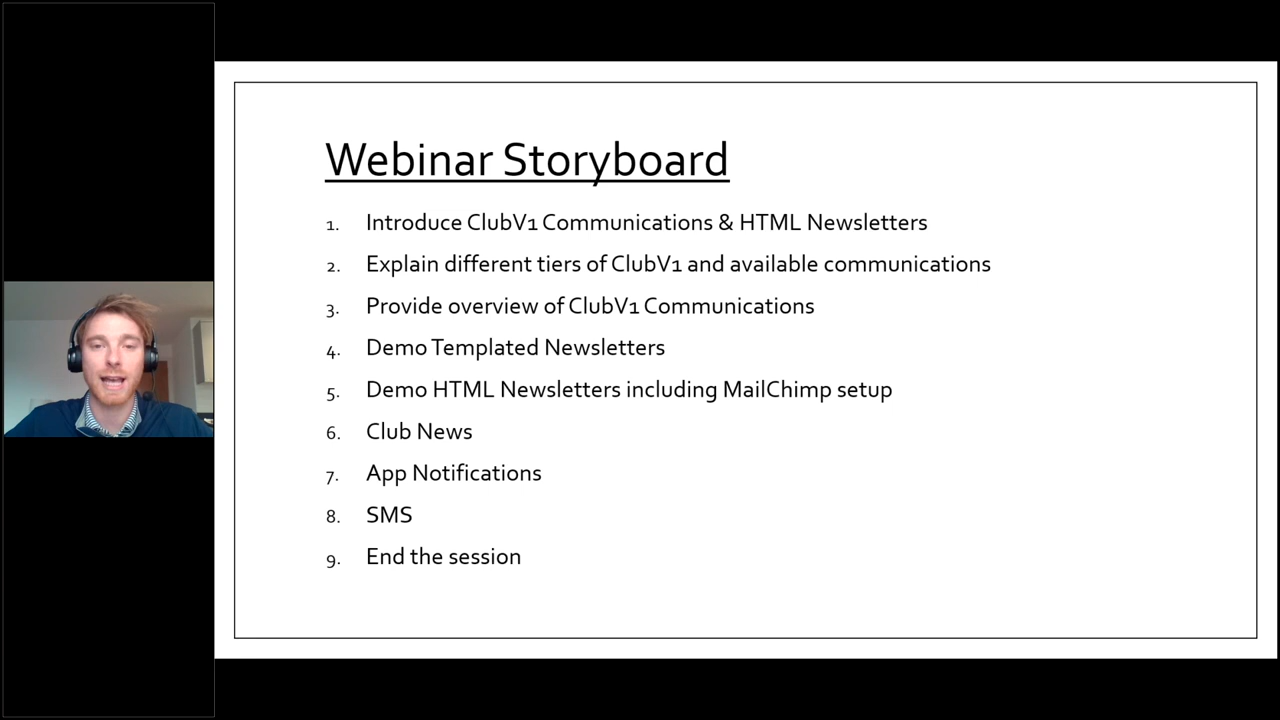 Webinar Storyboard
1. Introduce ClubV1 Communications & HTML Newsletters
2. Explain different tiers of ClubV1 and available communications
3. Provide overview of ClubV1 Communications
4. Demo Templated Newsletters
5. Demo HTML Newsletters including MailChimp setup
6. Club News
7. App Notifications
8. SMS
9. End the session